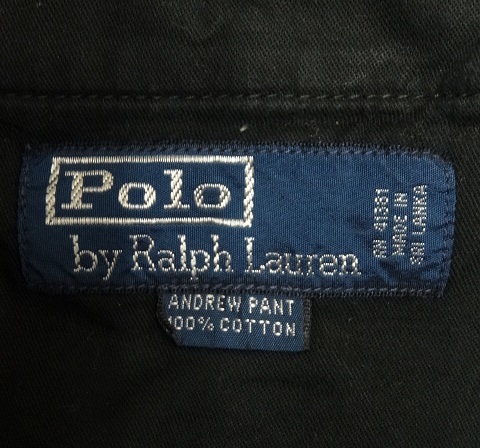 Polo
by Ralph Lauren
RN 41381
MADE IN
SRI LANKA
ANDREW PANT
100% COTTON